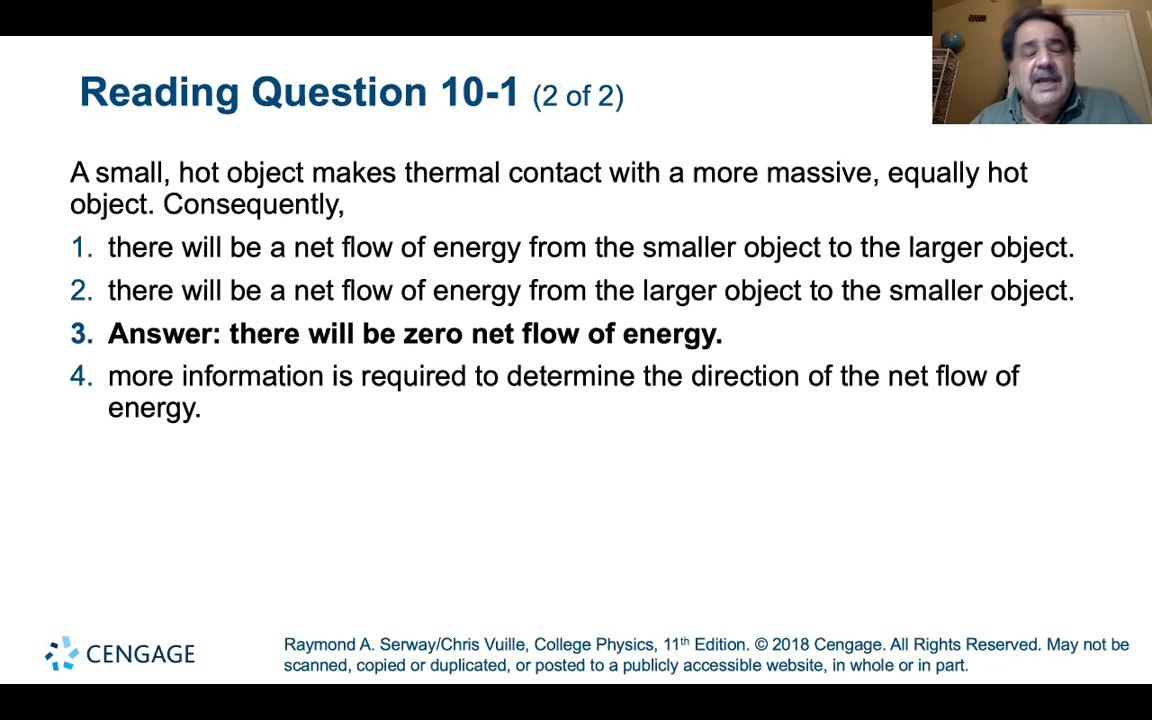 Reading Question 10-1 (2 of 2)
A small, hot object makes thermal contact with a more massive, equally hot
object. Consequently,
1. there will be a net flow of energy from the smaller object to the larger object.
2. there will be a net flow of energy from the larger object to the smaller object.
3. Answer: there will be zero net flow of energy.
4. more information is required to determine the direction of the net flow of
energy.
CENGAGE
Raymond A. Serway/Chris Vuille, College Physics, 11th Edition. © 2018 Cengage. All Rights Reserved. May not be
scanned, copied or duplicated, or posted to a publicly accessible website, in whole or in part.